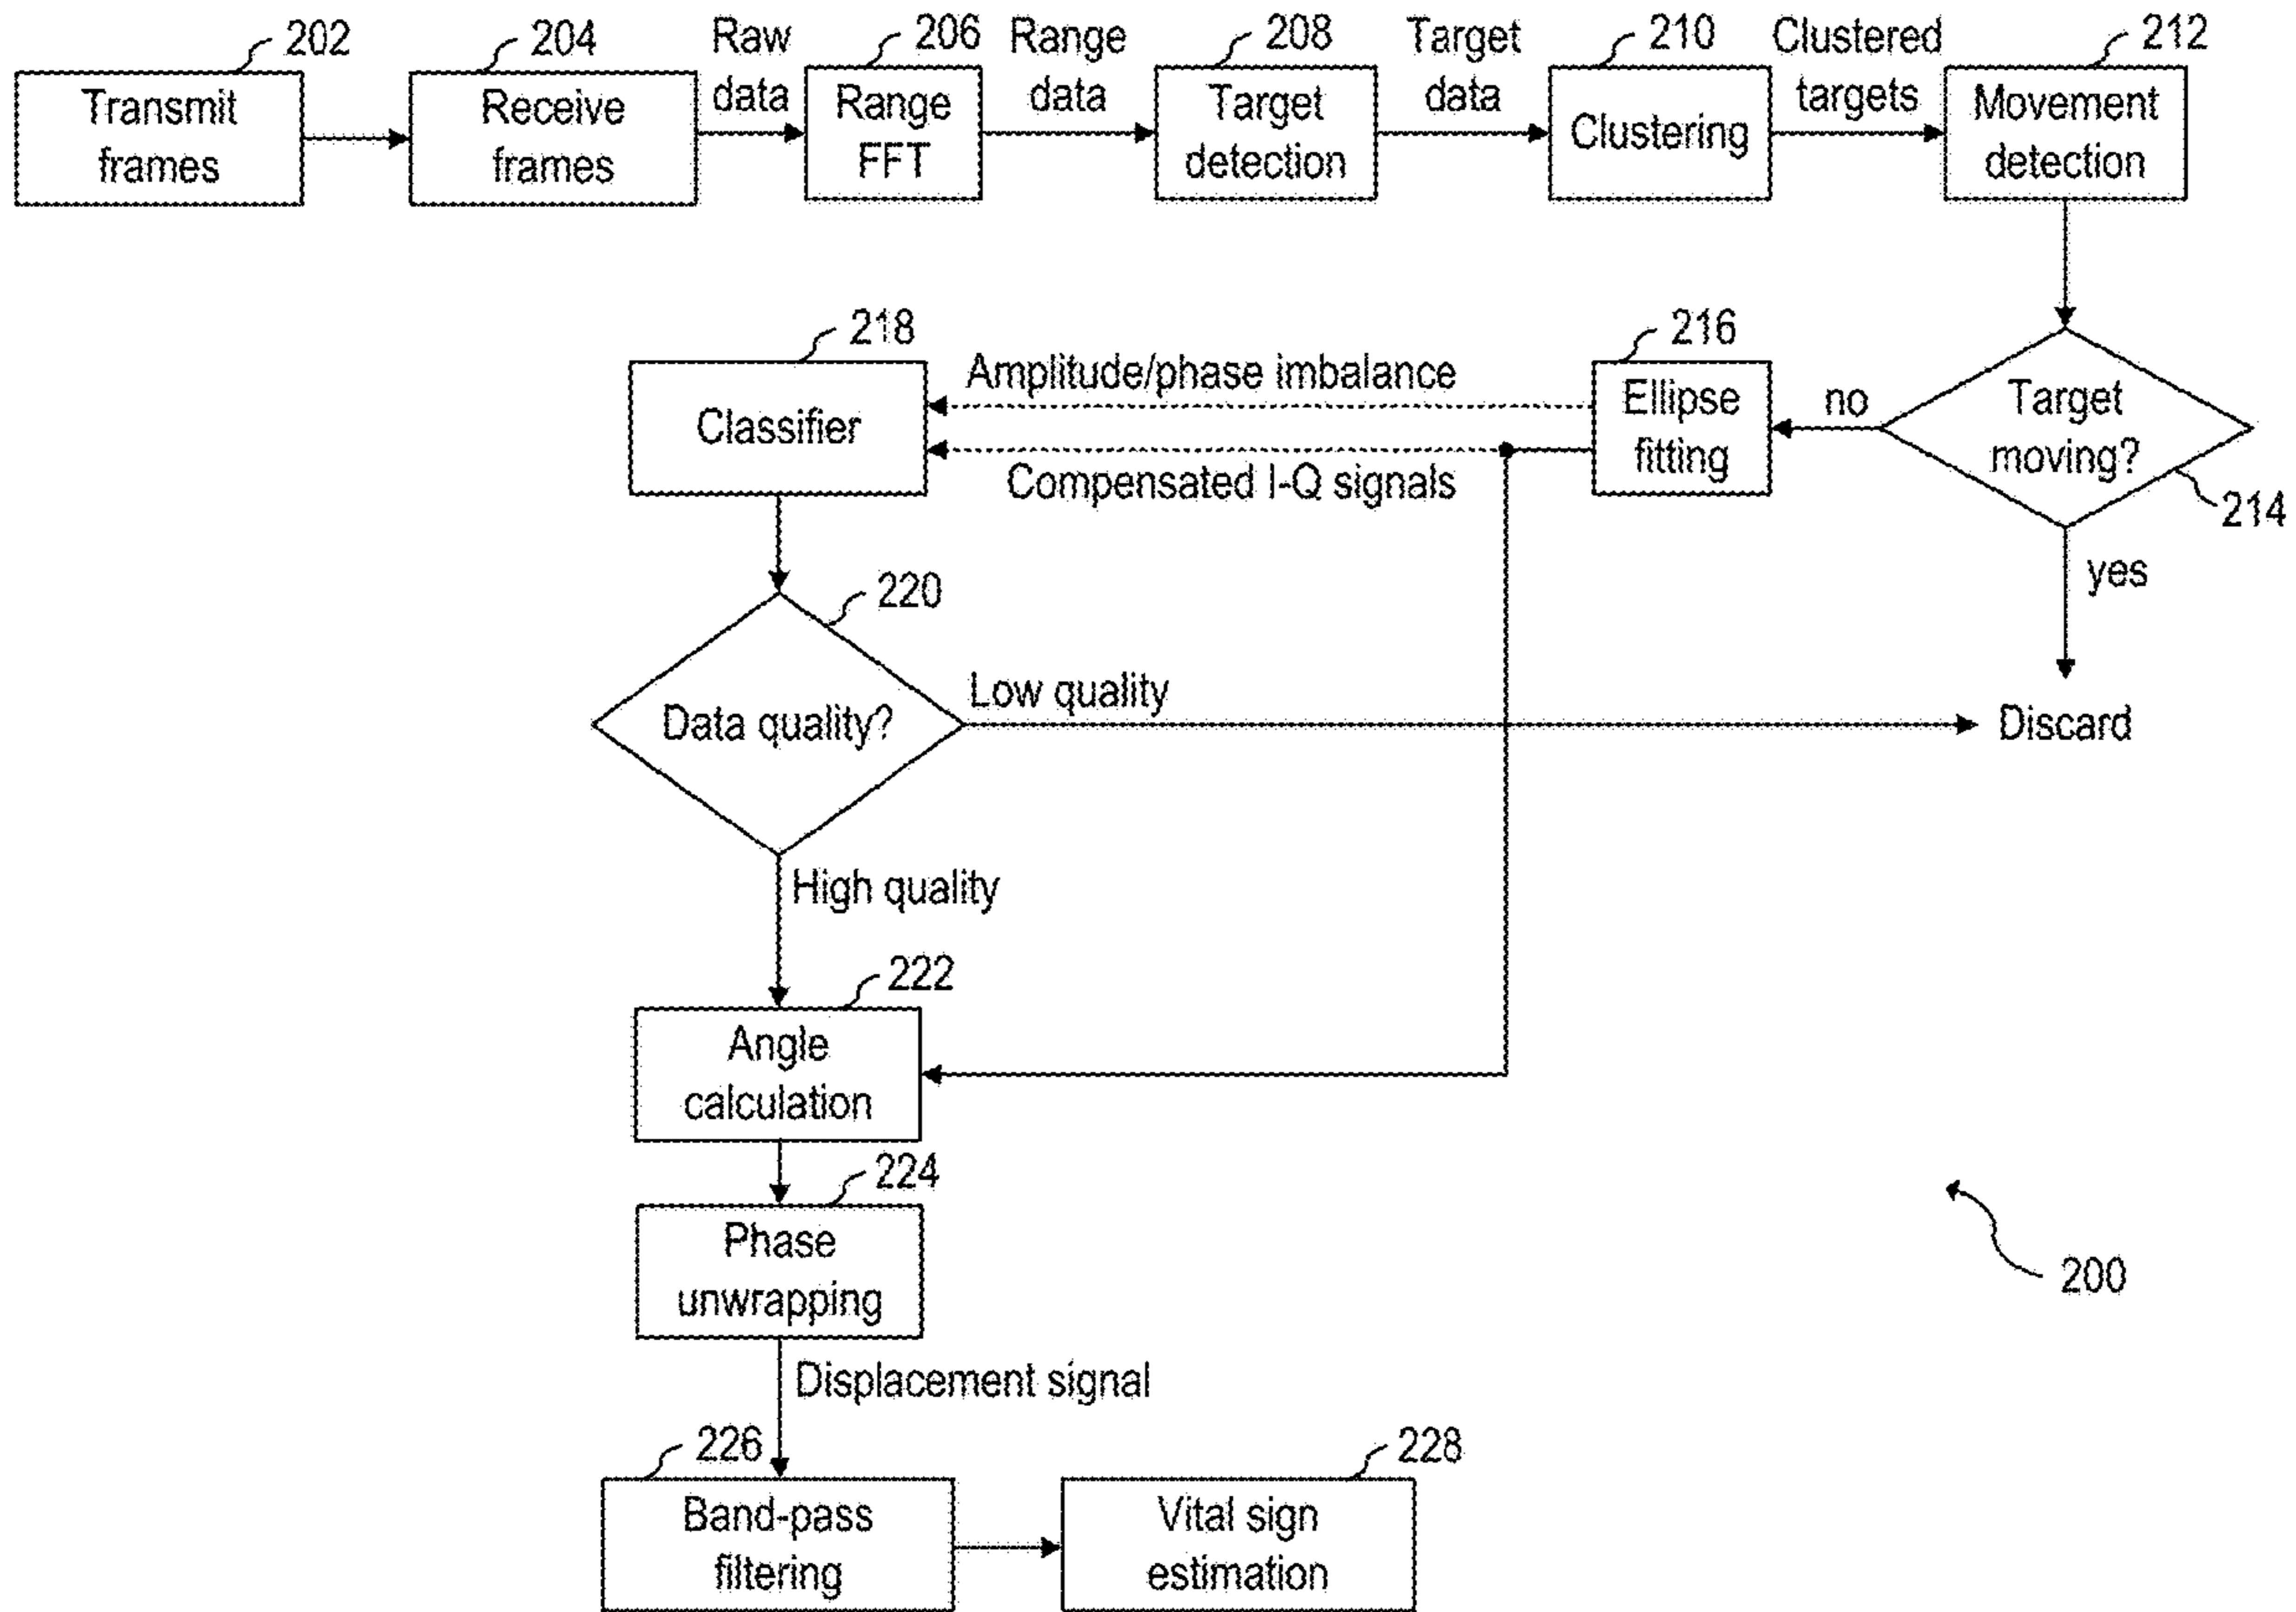 202
204
Raw
data
206
Range
data
208
Target
data
210
Clustered
targets
212
Transmit
frames
Receive
frames
Range
FFT
Target
detection
Clustering
Movement
detection
218
216
Amplitude/phase imbalance
Classifier
Compensated I-Q signals
Ellipse
fitting
no
Target
moving?
214
yes
220
Data quality?
Low quality
Discard
High quality
222
Angle
calculation
224
Phase
unwrapping
200
Displacement signal
226
228
Band-pass
filtering
Vital sign
estimation